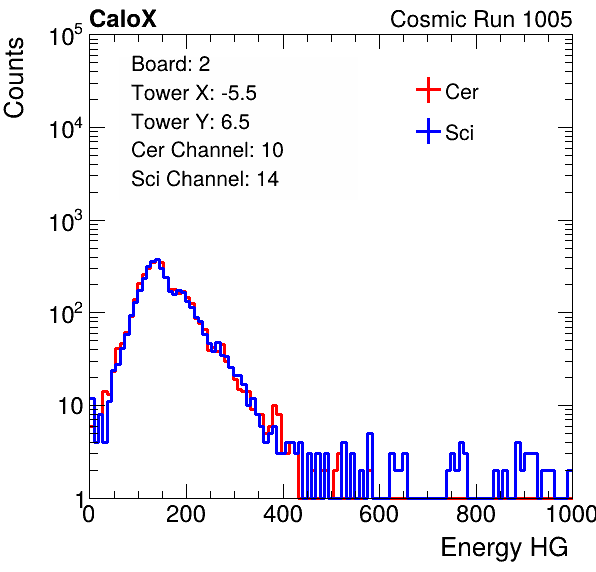 CaloX Cosmic Run 1005
Counts
10^5
10^4
10^3
10^2
10
1
Board: 2
Tower X: -5.5
Tower Y: 6.5
Cer Channel: 10
Sci Channel: 14
Cer
Sci
0 200 400 600 800 1000
Energy HG